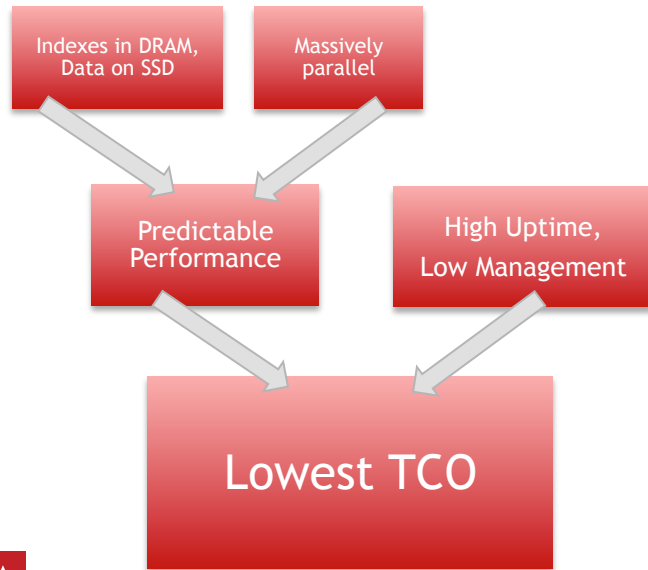 Indexes in DRAM,
Data on SSD
Massively
parallel
Predictable
Performance
High Uptime,
Low Management
Lowest TCO